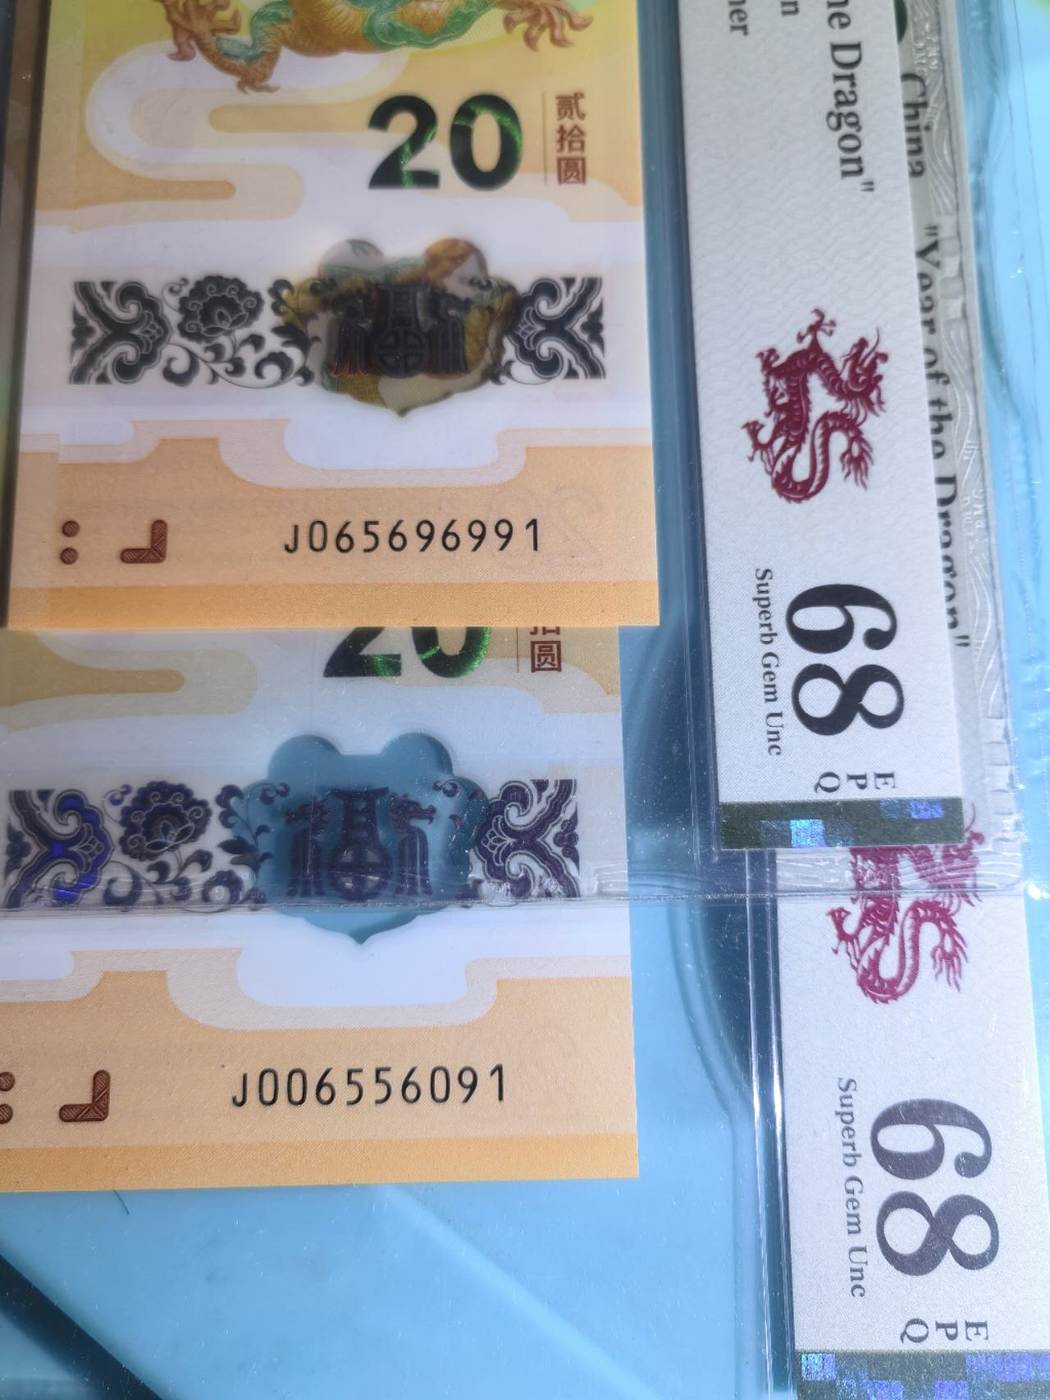 20
贰拾圆
J065696991
20
拾圆
J006556091
he Dragon"
China
"Year of the Dragon"
68
Superb Gem Unc
EPQ
68
Superb Gem Unc
EPQ